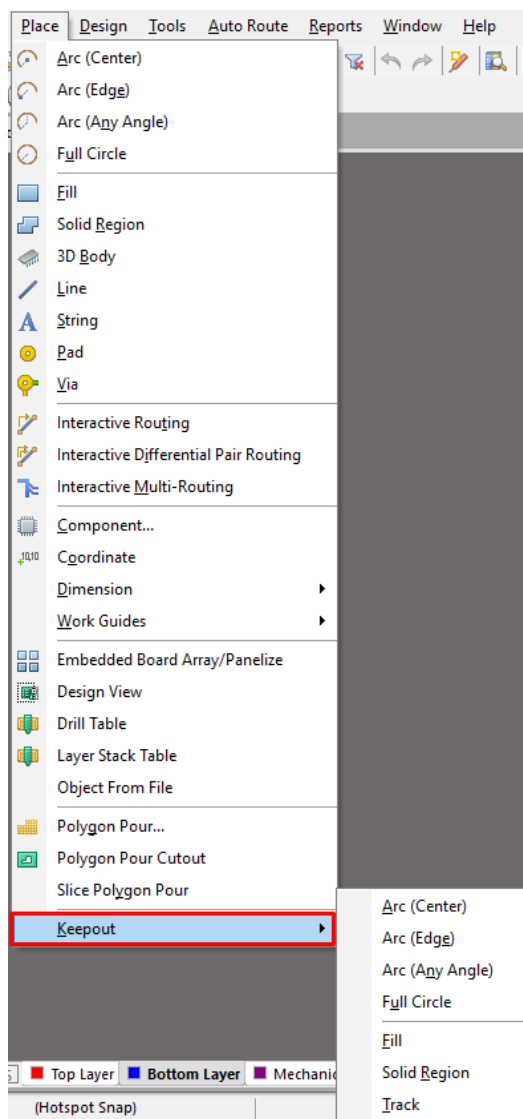 Place Design Tools Auto Route Reports Window Help
Arc (Center)
Arc (Edge)
Arc (Any Angle)
Full Circle
Fill
Solid Region
3D Body
Line
String
Pad
Via
Interactive Routing
Interactive Differential Pair Routing
Interactive Multi-Routing
Component...
Coordinate
Dimension
Work Guides
Embedded Board Array/Panelize
Design View
Drill Table
Layer Stack Table
Object From File
Polygon Pour...
Polygon Pour Cutout
Slice Polygon Pour
Keepout
Arc (Center)
Arc (Edge)
Arc (Any Angle)
Full Circle
Fill
Solid Region
Track
Top Layer Bottom Layer Mechanic
(Hotspot Snap)